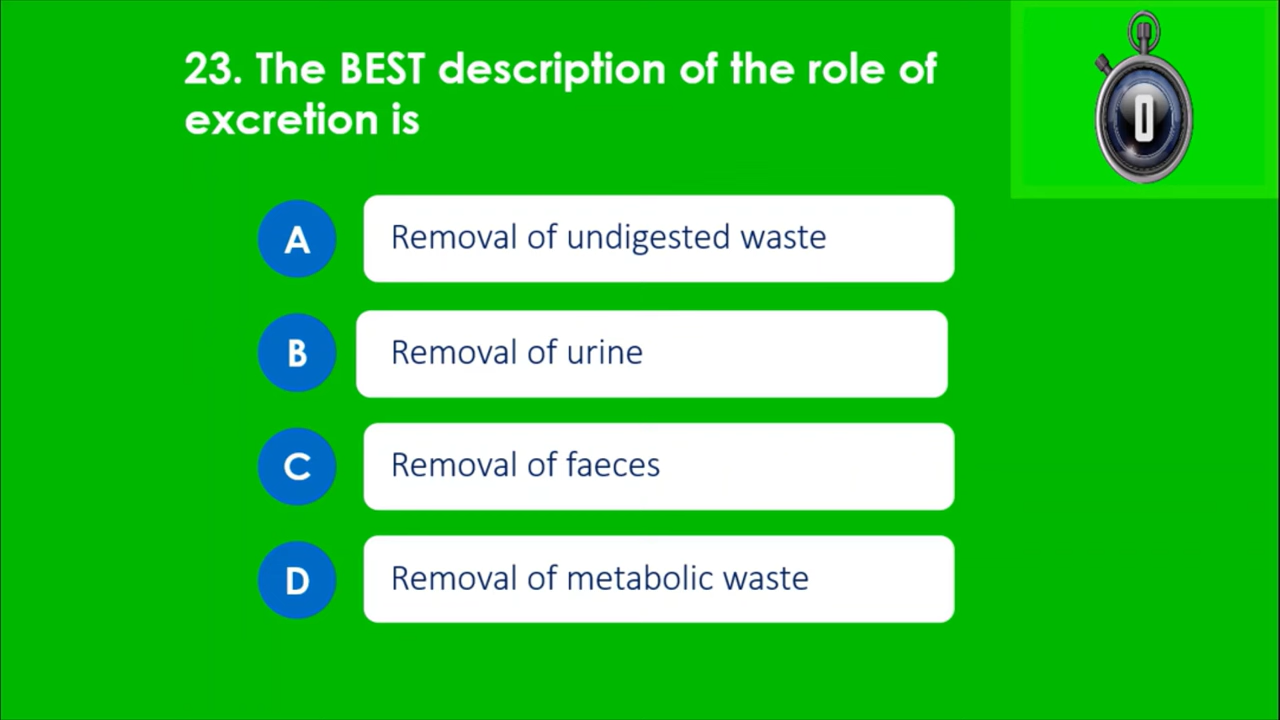 23. The BEST description of the role of
excretion is
0
A
Removal of undigested waste
B
Removal of urine
C
Removal of faeces
D
Removal of metabolic waste